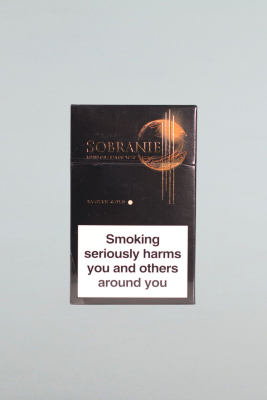 SOBRANIE
Smoking
seriously harms
you and others
around you